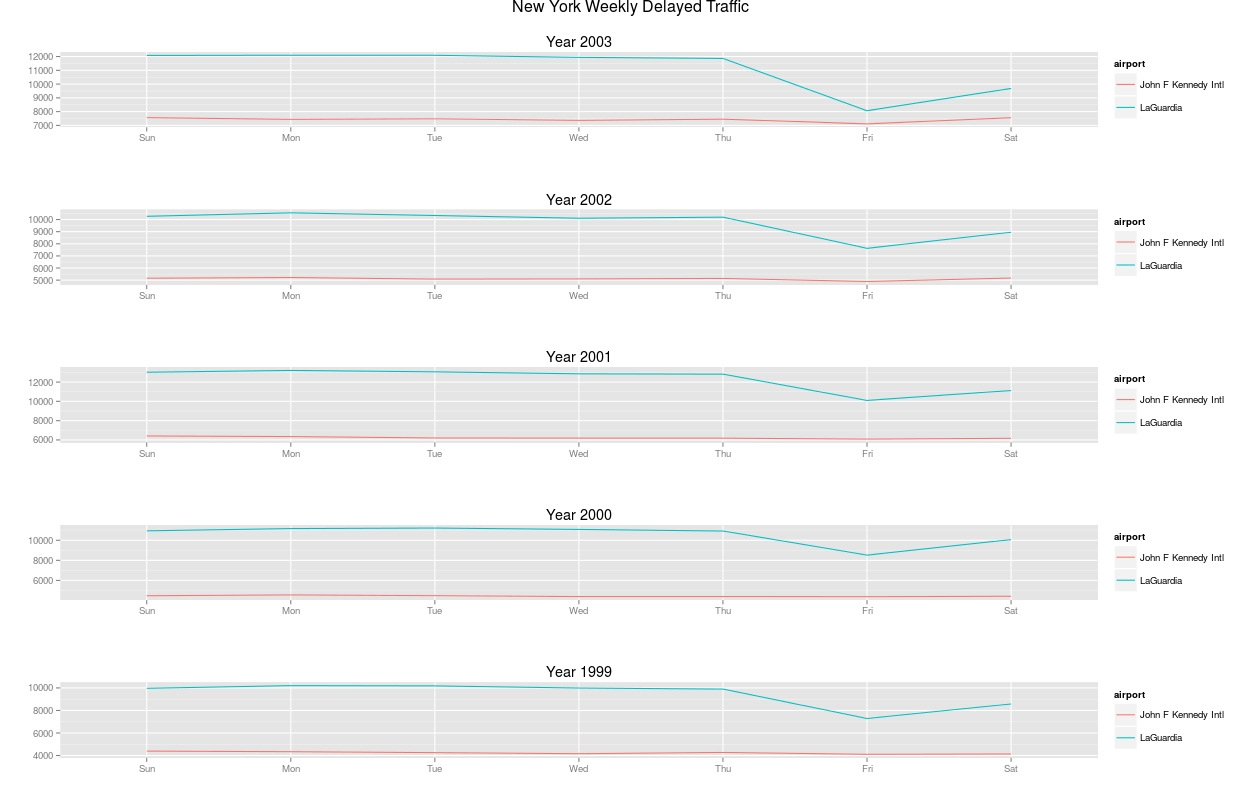 New York Weekly Delayed Traffic
Year 2003
12000
11000
10000
9000
8000
7000
Sun Mon Tue Wed Thu Fri Sat
airport
John F Kennedy Intl
LaGuardia
Year 2002
10000
9000
8000
7000
6000
5000
Sun Mon Tue Wed Thu Fri Sat
airport
John F Kennedy Intl
LaGuardia
Year 2001
12000
10000
8000
6000
Sun Mon Tue Wed Thu Fri Sat
airport
John F Kennedy Intl
LaGuardia
Year 2000
10000
8000
6000
Sun Mon Tue Wed Thu Fri Sat
airport
John F Kennedy Intl
LaGuardia
Year 1999
10000
8000
6000
4000
Sun Mon Tue Wed Thu Fri Sat
airport
John F Kennedy Intl
LaGuardia